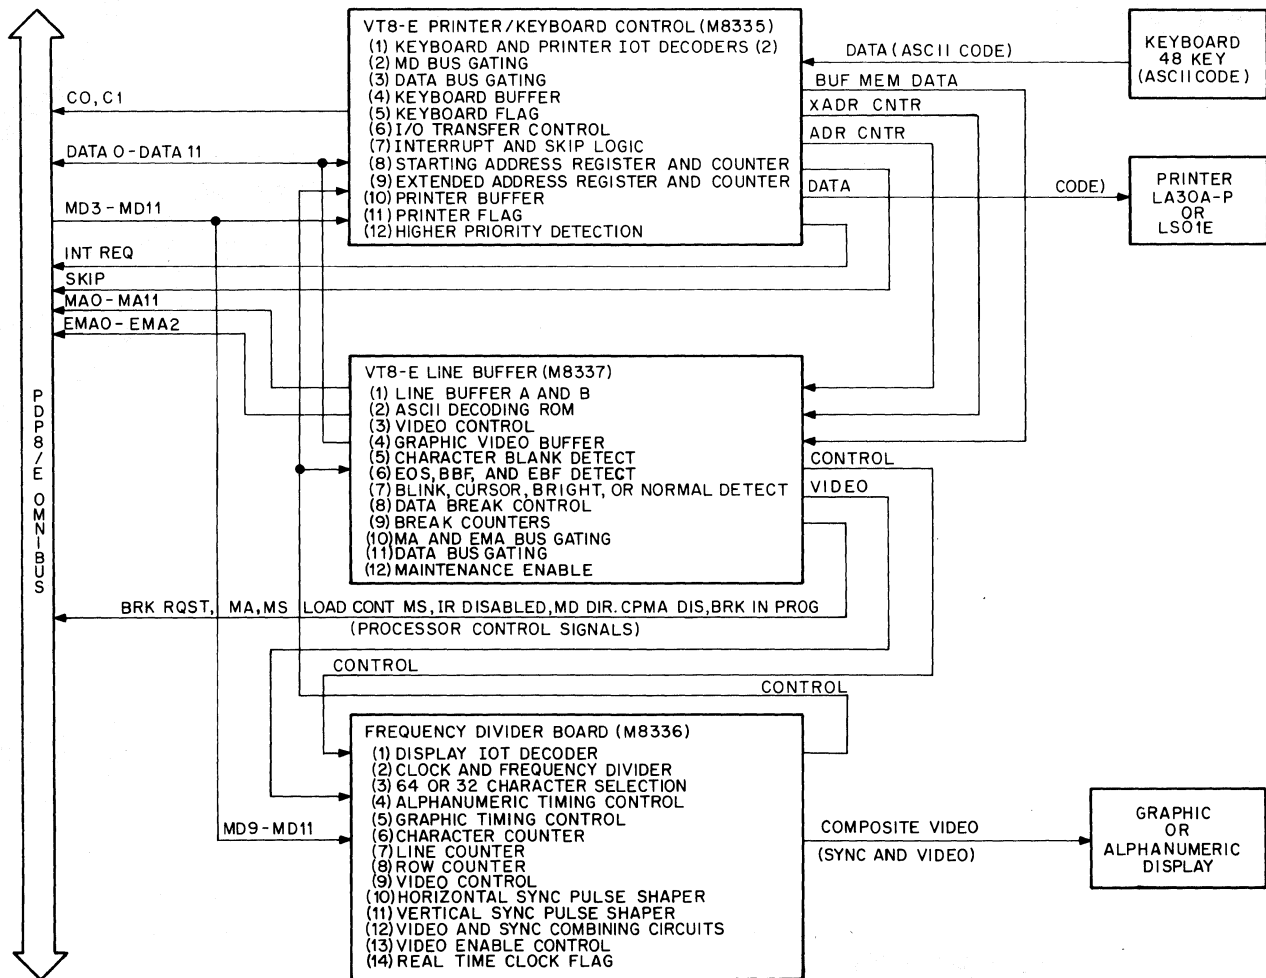 PDP8/E OMNIBUS
CO, C1
DATA 0-DATA 11
MD3-MD11
INT REQ
SKIP
MA0-MA11
EMA0-EMA2
VT8-E PRINTER/KEYBOARD CONTROL (M8335)
(1) KEYBOARD AND PRINTER IOT DECODERS (2)
(2) MD BUS GATING
(3) DATA BUS GATING
(4) KEYBOARD BUFFER
(5) KEYBOARD FLAG
(6) I/O TRANSFER CONTROL
(7) INTERRUPT AND SKIP LOGIC
(8) STARTING ADDRESS REGISTER AND COUNTER
(9) EXTENDED ADDRESS REGISTER AND COUNTER
(10) PRINTER BUFFER
(11) PRINTER FLAG
(12) HIGHER PRIORITY DETECTION
DATA (ASCII CODE)
BUF MEM DATA
XADR CNTR
ADR CNTR
DATA
CODE)
KEYBOARD
48 KEY
(ASCII CODE)
PRINTER
LA30A-P
OR
LS01E
VT8-E LINE BUFFER (M8337)
(1) LINE BUFFER A AND B
(2) ASCII DECODING ROM
(3) VIDEO CONTROL
(4) GRAPHIC VIDEO BUFFER
(5) CHARACTER BLANK DETECT
(6) EOS, BBF, AND EBF DETECT
(7) BLINK, CURSOR, BRIGHT, OR NORMAL DETECT
(8) DATA BREAK CONTROL
(9) BREAK COUNTERS
(10) MA AND EMA BUS GATING
(11) DATA BUS GATING
(12) MAINTENANCE ENABLE
CONTROL
VIDEO
BRK RQST, MA, MS LOAD CONT MS, IR DISABLED, MD DIR. CPMA DIS, BRK IN PROG
(PROCESSOR CONTROL SIGNALS)
CONTROL
CONTROL
FREQUENCY DIVIDER BOARD (M8336)
(1) DISPLAY IOT DECODER
(2) CLOCK AND FREQUENCY DIVIDER
(3) 64 OR 32 CHARACTER SELECTION
(4) ALPHANUMERIC TIMING CONTROL
(5) GRAPHIC TIMING CONTROL
(6) CHARACTER COUNTER
(7) LINE COUNTER
(8) ROW COUNTER
(9) VIDEO CONTROL
(10) HORIZONTAL SYNC PULSE SHAPER
(11) VERTICAL SYNC PULSE SHAPER
(12) VIDEO AND SYNC COMBINING CIRCUITS
(13) VIDEO ENABLE CONTROL
(14) REAL TIME CLOCK FLAG
MD9-MD11
COMPOSITE VIDEO
(SYNC AND VIDEO)
GRAPHIC
OR
ALPHANUMERIC
DISPLAY